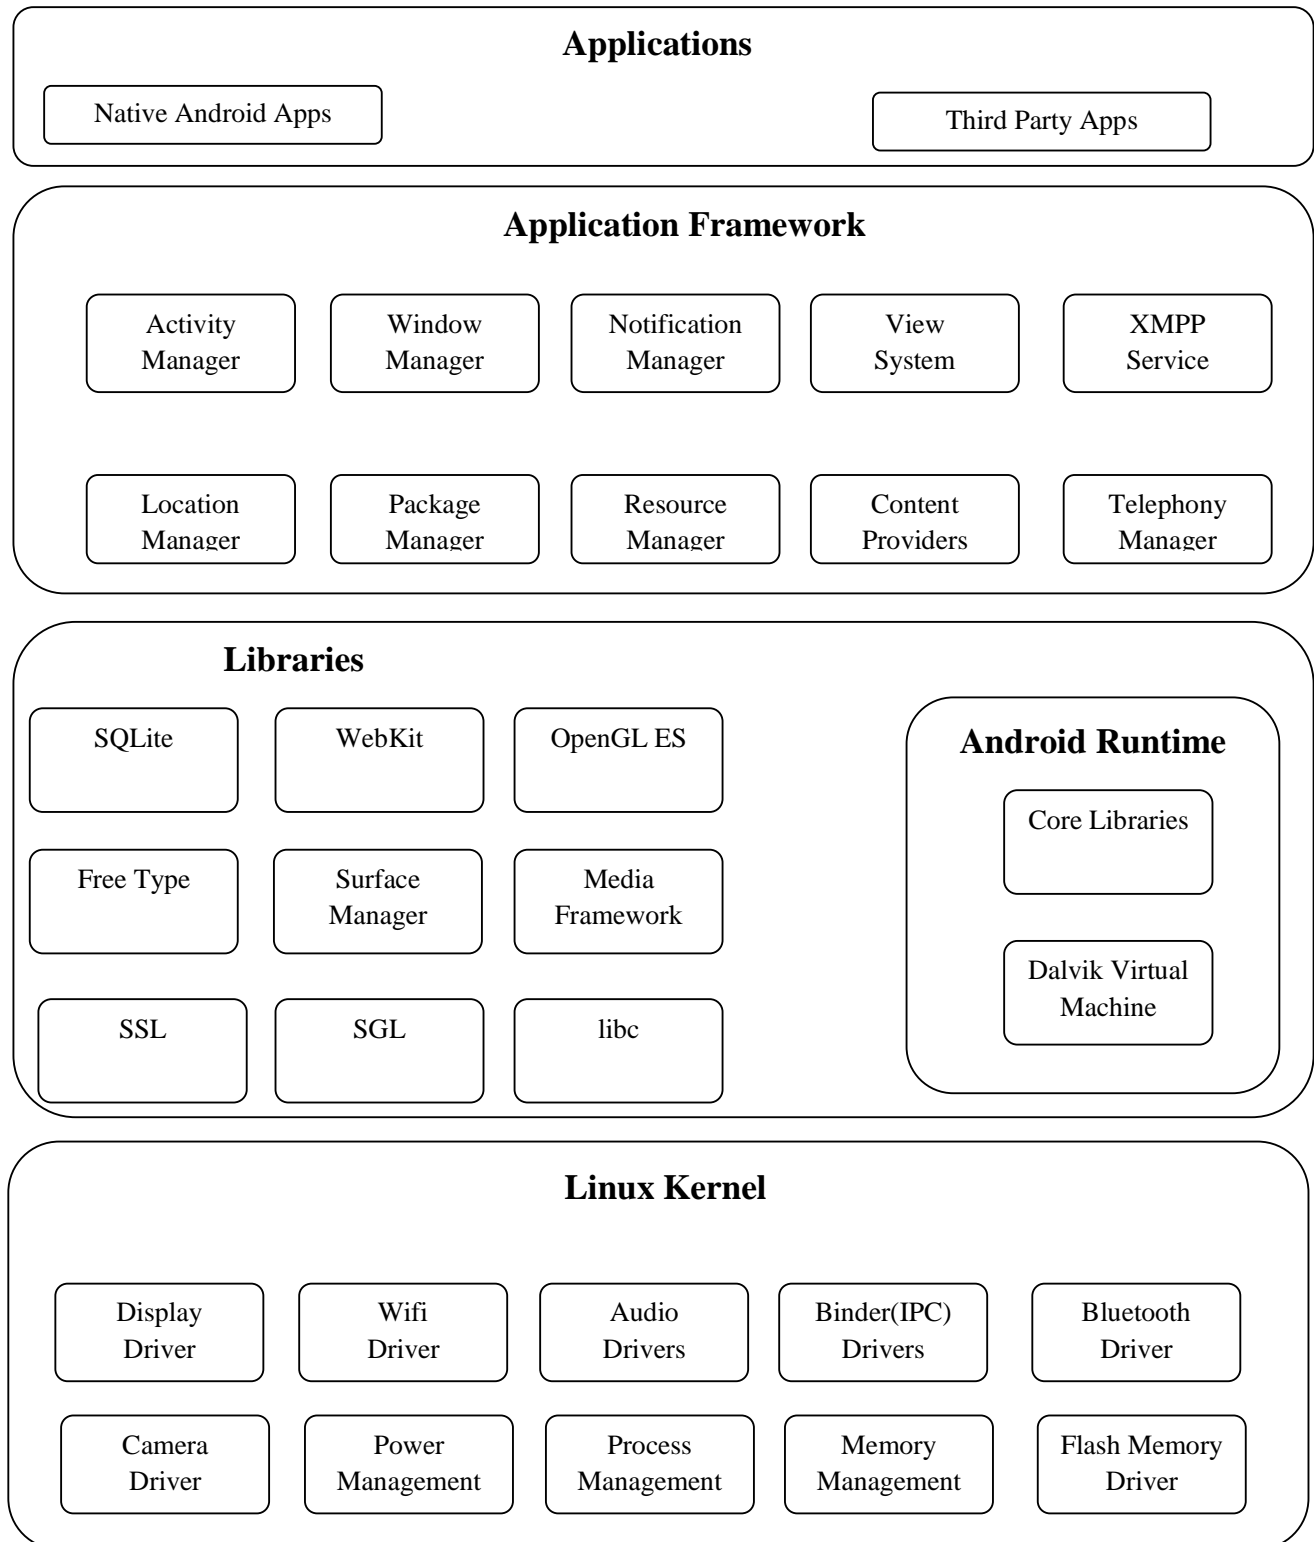 Applications
Native Android Apps
Third Party Apps
Application Framework
Activity
Manager
Window
Manager
Notification
Manager
View
System
XMPP
Service
Location
Manager
Package
Manager
Resource
Manager
Content
Providers
Telephony
Manager
Libraries
SQLite
WebKit
OpenGL ES
Free Type
Surface
Manager
Media
Framework
SSL
SGL
libc
Android Runtime
Core Libraries
Dalvik Virtual
Machine
Linux Kernel
Display
Driver
Wifi
Driver
Audio
Drivers
Binder(IPC)
Drivers
Bluetooth
Driver
Camera
Driver
Power
Management
Process
Management
Memory
Management
Flash Memory
Driver